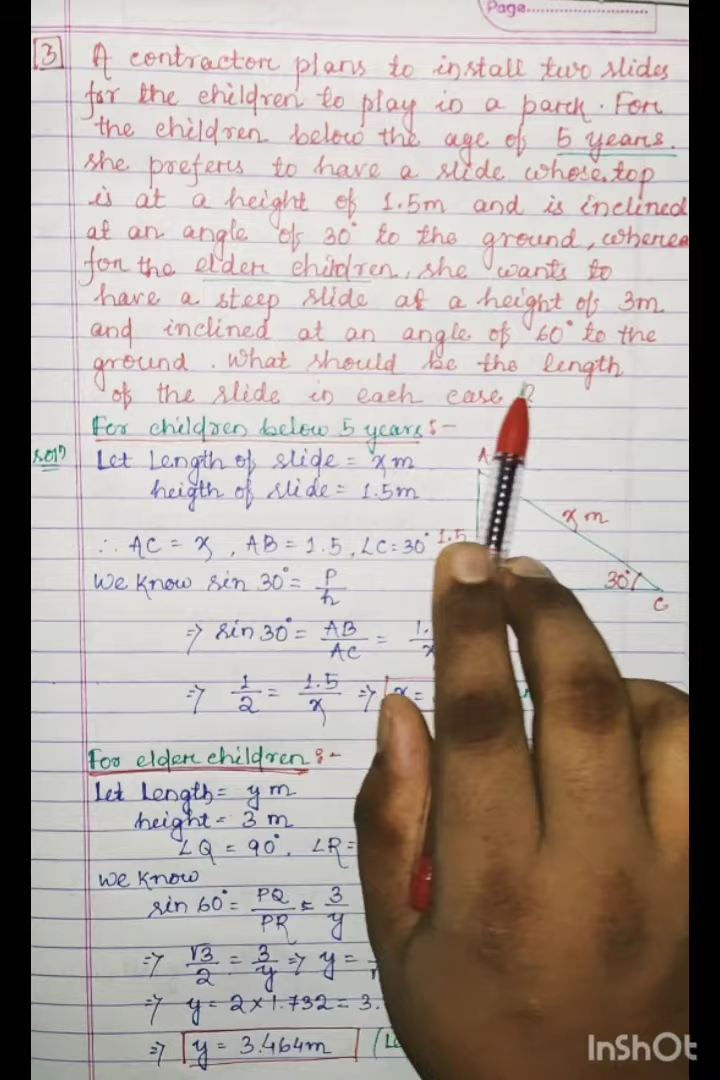 Page
3 A contractor plans to install two slides
for the children to play in a park. For
the children below the age of 5 years.
she prefers to have a slide whose top
is at a height of 1.5m and is inclined
at an angle of 30° to the ground, wherea
for the elder children, she wants to
have a steep slide at a height of 3m
and inclined at an angle of 60° to the
ground. What should be the length
of the slide in each case ?
For children below 5 years :-
Sol? Let Length of slide = x m
heigth of slide = 1.5m
∴ AC = x, AB = 1.5, ∠C = 30°
A
x m
1.5
30°
C
We know sin 30° = P/h
⇒ sin 30° = AB/AC = 1.
⇒ 1/2 = 1.5/x ⇒ x =
For elder children :-
Let Length = y m
height = 3 m
∠Q = 90°, ∠R =
We know
sin 60° = PQ/PR = 3/y
⇒ √3/2 = 3/y ⇒ y =
⇒ y = 2×1.732 = 3.
⇒ y = 3.464m
InShOt